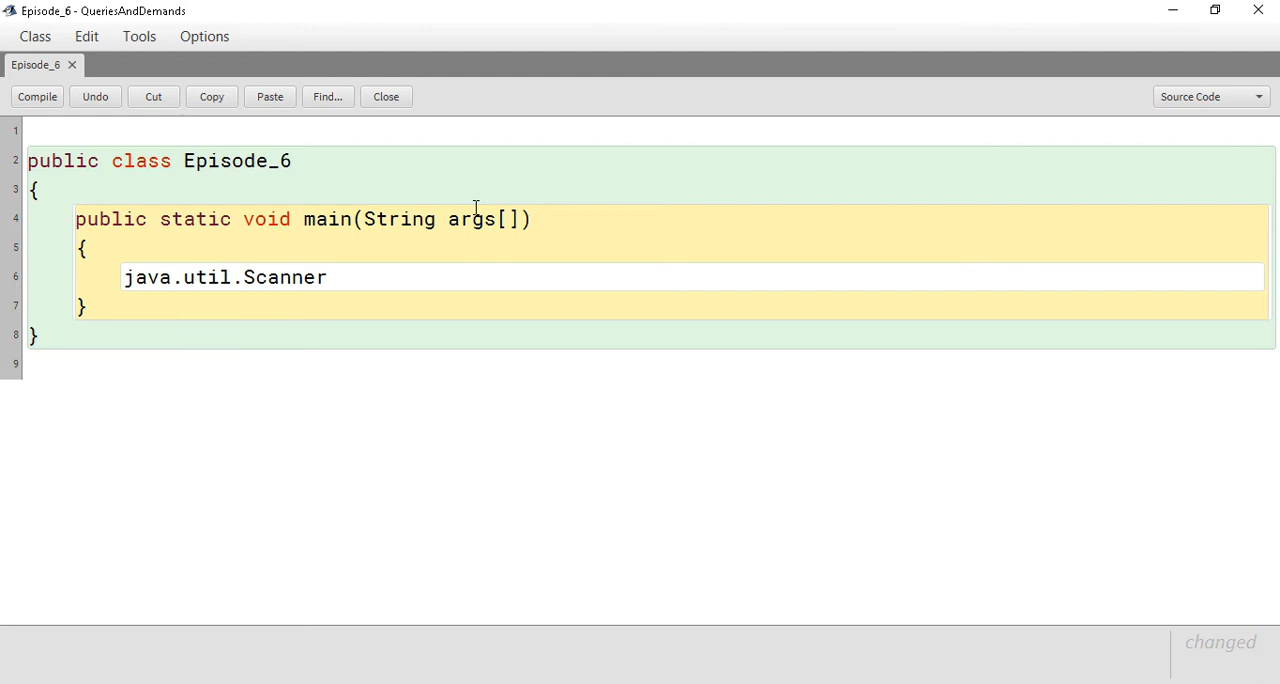 Episode_6 - QueriesAndDemands
Class Edit Tools Options
Episode_6
Compile Undo Cut Copy Paste Find... Close Source Code
1
2 public class Episode_6
3 {
4 public static void main(String args[])
5 {
6 java.util.Scanner
7 }
8 }
9
changed